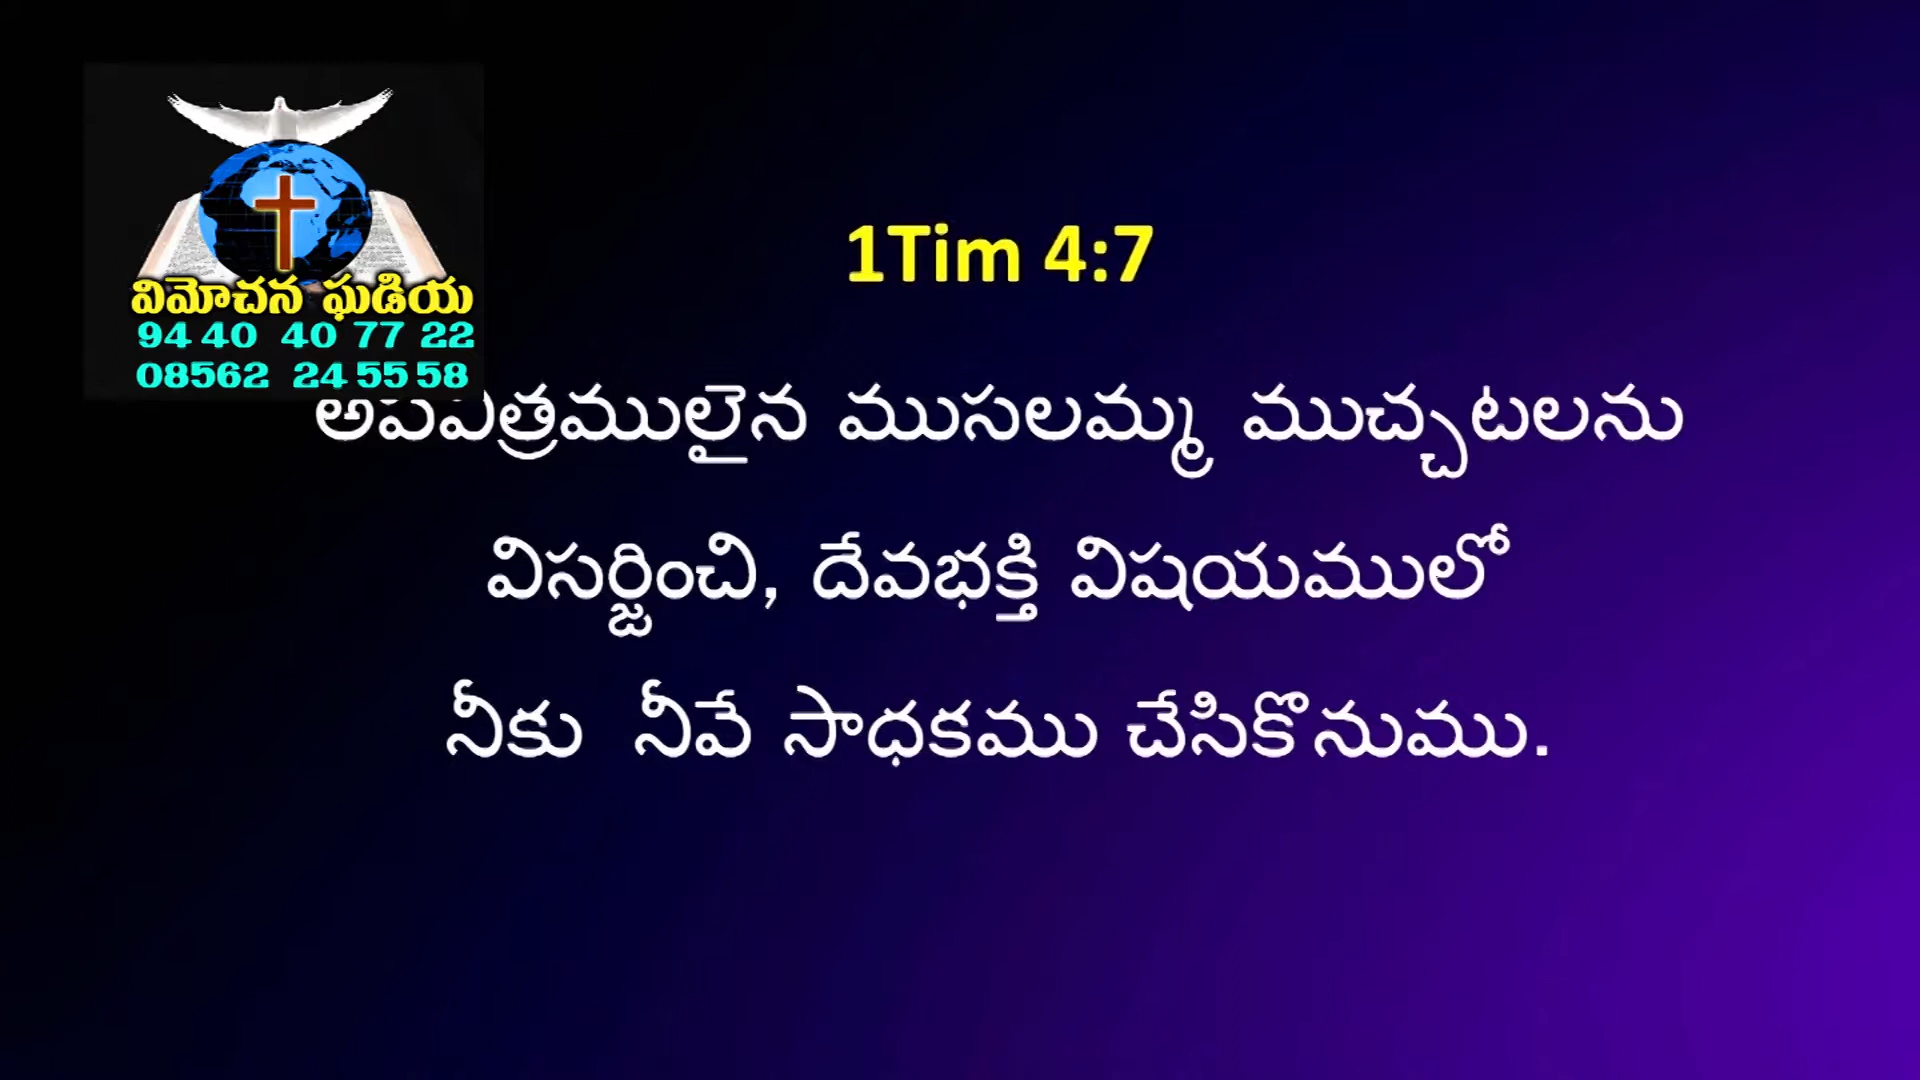 విమోచన ఘడియ
94 40 40 77 22
08562 24 55 58
1Tim 4:7
అపవిత్రములైన ముసలమ్మ ముచ్చటలను
విసర్జించి, దేవభక్తి విషయములో
నీకు నీవే సాధకము చేసికొనుము.